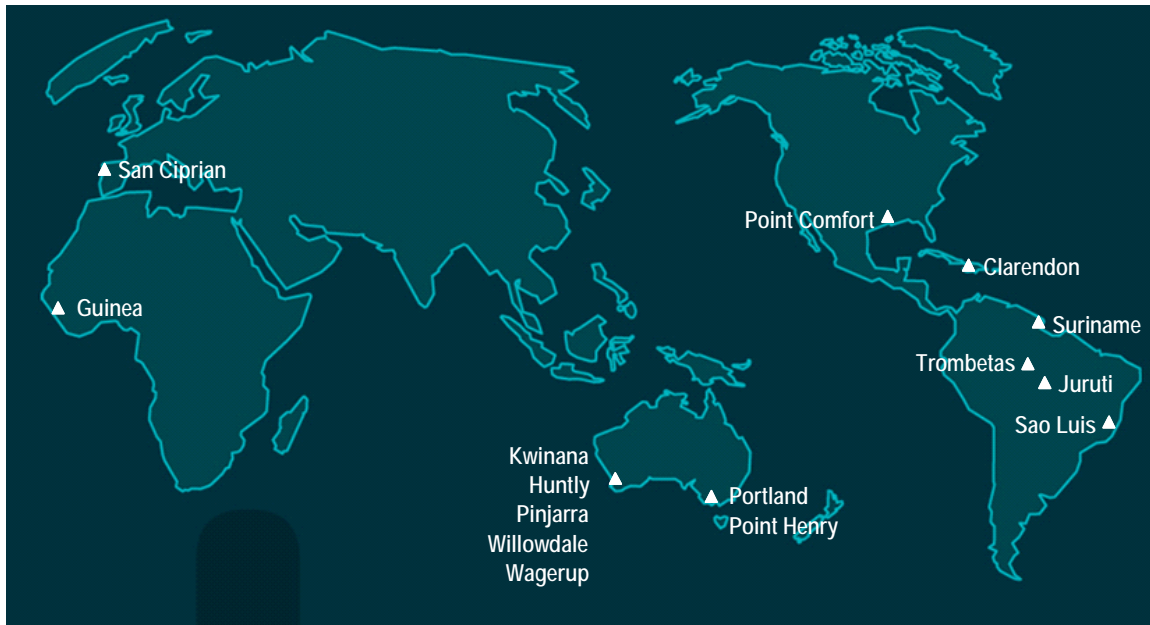 San Ciprian
Point Comfort
Clarendon
Guinea
Suriname
Trombetas
Juruti
Sao Luis
Kwinana
Huntly
Pinjarra
Willowdale
Wagerup
Portland
Point Henry